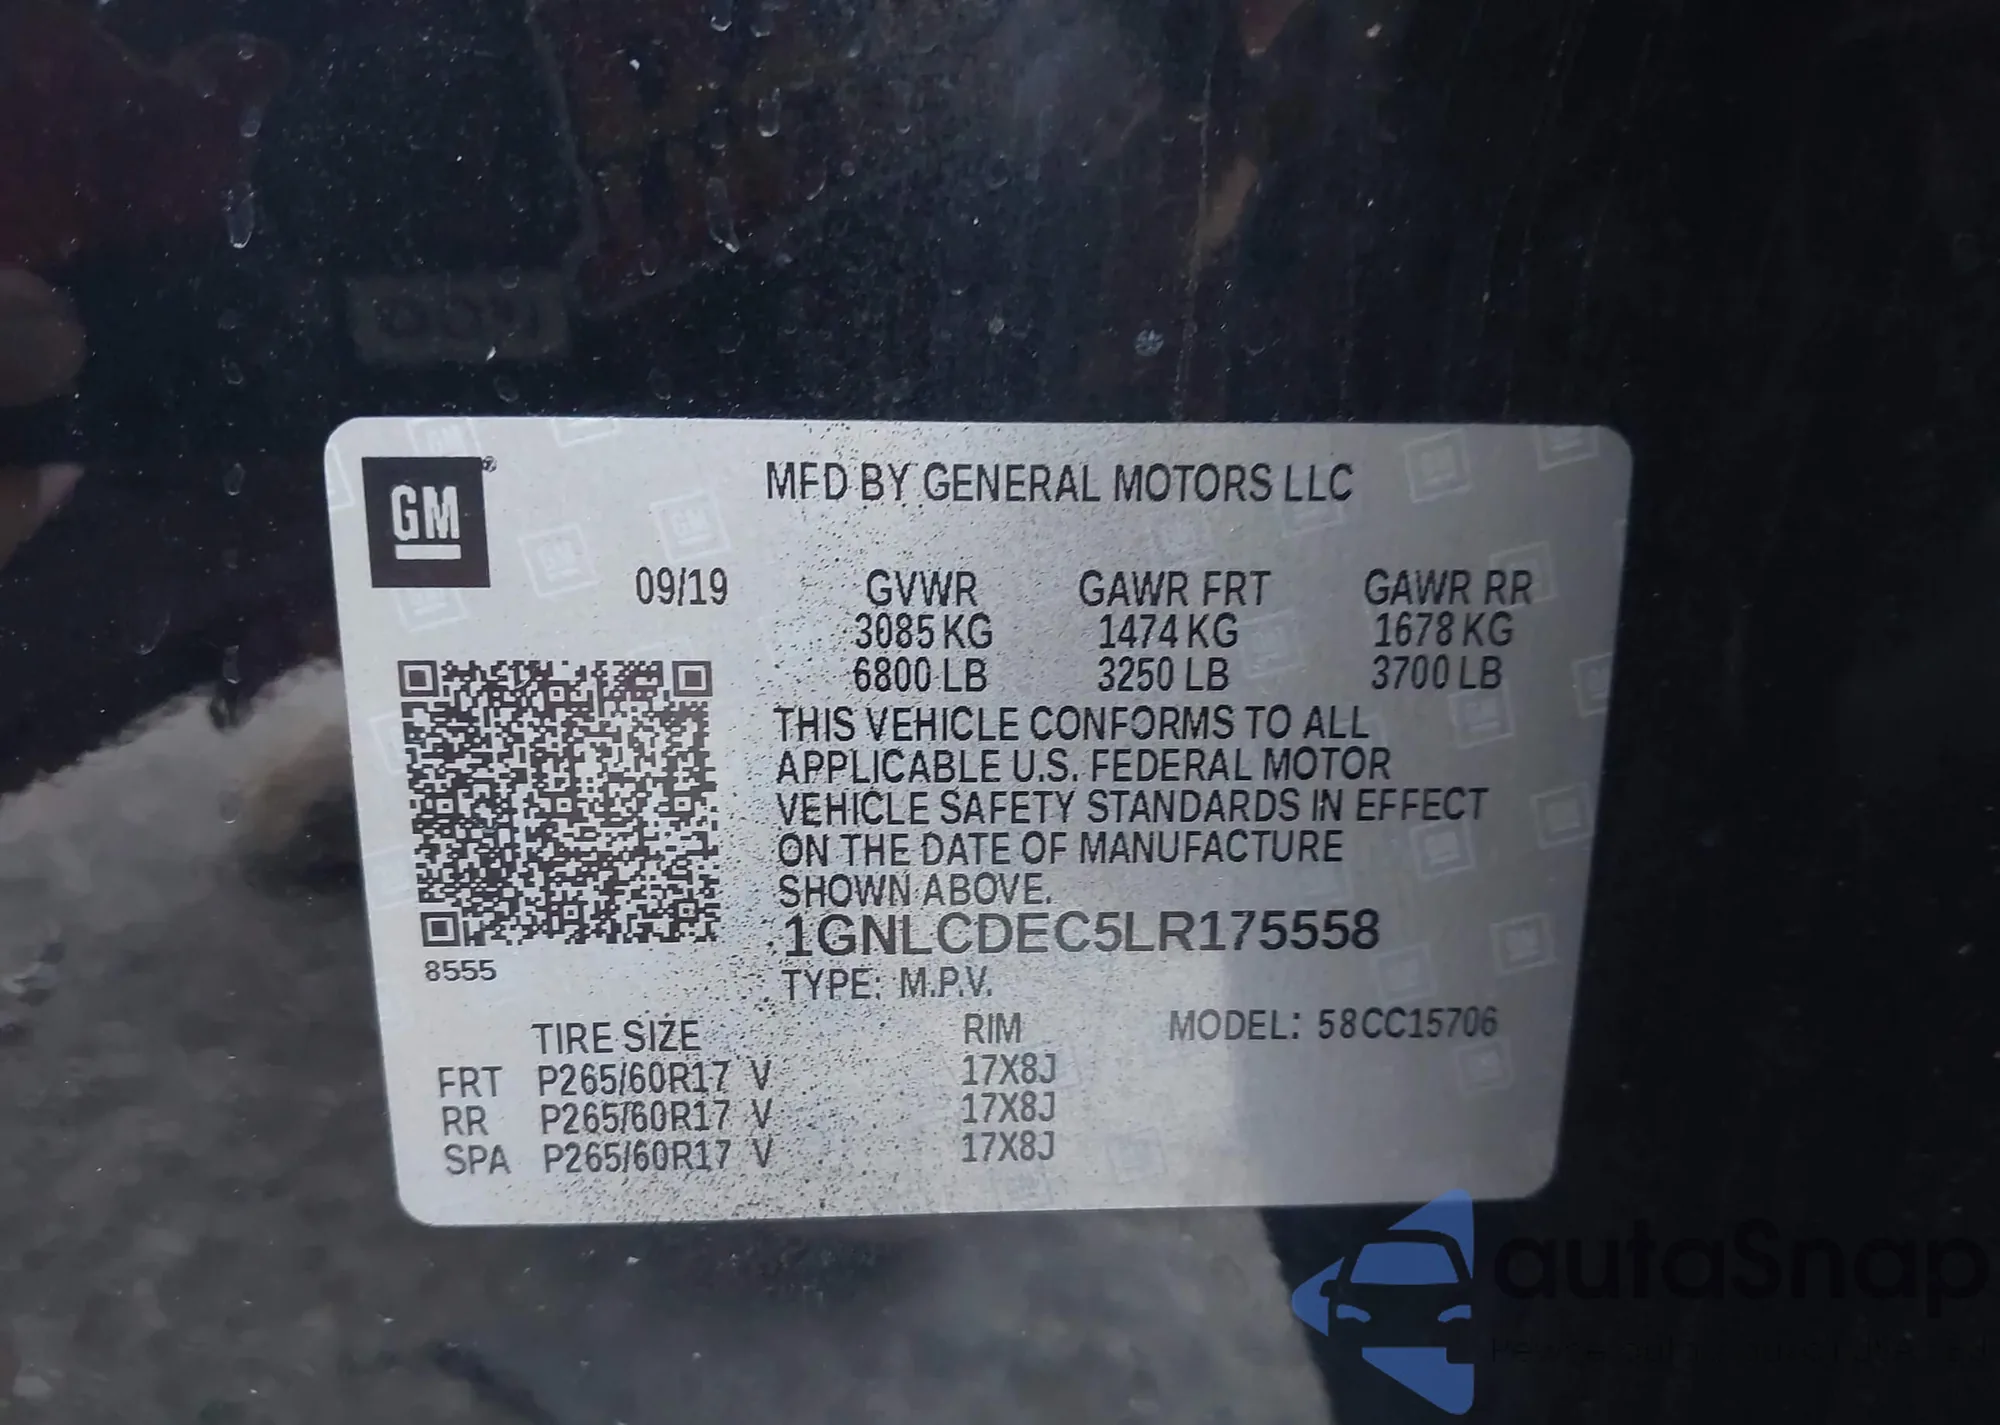 GM
MFD BY GENERAL MOTORS LLC
09/19 GVWR GAWR FRT GAWR RR
3085 KG 1474 KG 1678 KG
6800 LB 3250 LB 3700 LB
THIS VEHICLE CONFORMS TO ALL
APPLICABLE U.S. FEDERAL MOTOR
VEHICLE SAFETY STANDARDS IN EFFECT
ON THE DATE OF MANUFACTURE
SHOWN ABOVE.
1GNLCDEC5LR175558
8555
TYPE: M.P.V.
TIRE SIZE RIM MODEL: 58CC15706
FRT P265/60R17 V 17X8J
RR P265/60R17 V 17X8J
SPA P265/60R17 V 17X8J
autaSnap